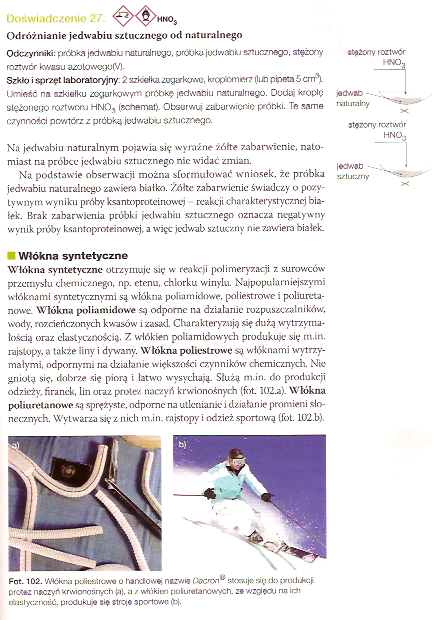 Doświadczenie 27.
HNO₃
Odróżnianie jedwabiu sztucznego od naturalnego
Odczynniki: próbka jedwabiu naturalnego, próbka jedwabiu sztucznego, stężony
roztwór kwasu azotowego(V).
Szkło i sprzęt laboratoryjny: 2 szkiełka zegarkowe, kroplomierz (lub pipeta 5 cm³).
Umieść na szkiełku zegarkowym próbkę jedwabiu naturalnego. Dodaj kroplę
stężonego roztworu HNO₃ (schemat). Obserwuj zabarwienie próbki. Te same
czynności powtórz z próbką jedwabiu sztucznego.
stężony roztwór
HNO₃
jedwab
naturalny
stężony roztwór
HNO₃
jedwab
sztuczny
Na jedwabiu naturalnym pojawia się wyraźne żółte zabarwienie, nato-
miast na próbce jedwabiu sztucznego nie widać zmian.
Na podstawie obserwacji można sformułować wniosek, że próbka
jedwabiu naturalnego zawiera białko. Żółte zabarwienie świadczy o pozy-
tywnym wyniku próby ksantoproteinowej – reakcji charakterystycznej bia-
łek. Brak zabarwienia próbki jedwabiu sztucznego oznacza negatywny
wynik próby ksantoproteinowej, a więc jedwab sztuczny nie zawiera białek.
Włókna syntetyczne
Włókna syntetyczne otrzymuje się w reakcji polimeryzacji z surowców
przemysłu chemicznego, np. etenu, chlorku winylu. Najpopularniejszymi
włóknami syntetycznymi są włókna poliamidowe, poliestrowe i poliureta-
nowe. Włókna poliamidowe są odporne na działanie rozpuszczalników,
wody, rozcieńczonych kwasów i zasad. Charakteryzują się dużą wytrzyma-
łością oraz elastycznością. Z włókien poliamidowych produkuje się m.in.
rajstopy, a także liny i dywany. Włókna poliestrowe są włóknami wytrzy-
małymi, odpornymi na działanie większości czynników chemicznych. Nie
gniotą się, dobrze się piorą i łatwo wysychają. Służą m.in. do produkcji
odzieży, firanek, lin oraz protez naczyń krwionośnych (fot. 102.a). Włókna
poliuretanowe są sprężyste, odporne na utlenianie i działanie promieni sło-
necznych. Wytwarza się z nich m.in. rajstopy i odzież sportową (fot. 102.b).
a)
b)
Fot. 102. Włókna poliestrowe o handlowej nazwie Dacron® stosuje się do produkcji
protez naczyń krwionośnych (a), a z włókien poliuretanowych, ze względu na ich
elastyczność, produkuje się stroje sportowe (b).